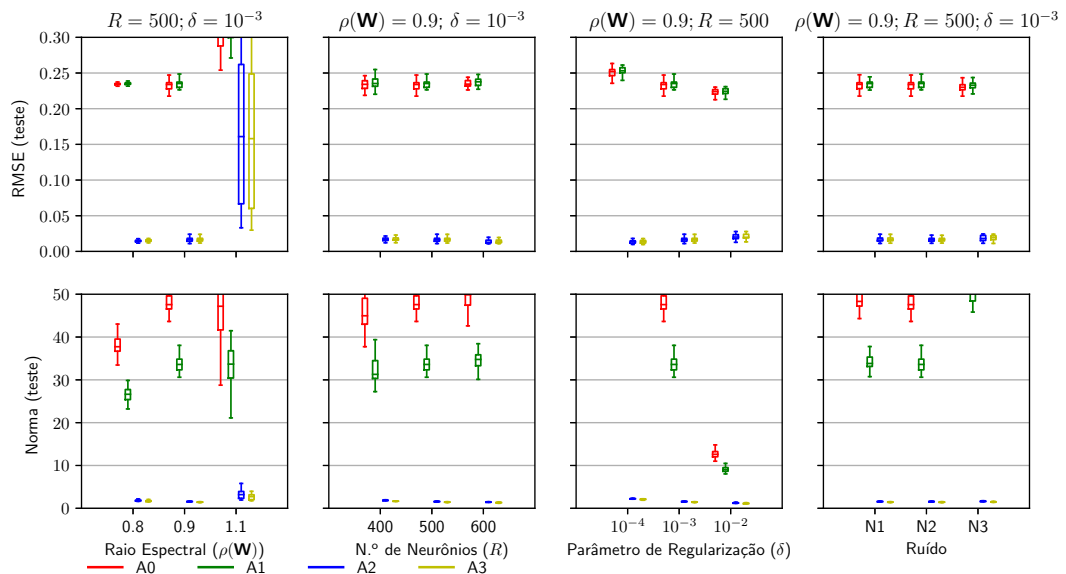 R = 500; δ = 10⁻³
ρ(W) = 0.9; δ = 10⁻³
ρ(W) = 0.9; R = 500
ρ(W) = 0.9; R = 500; δ = 10⁻³
RMSE (teste)
0.30
0.25
0.20
0.15
0.10
0.05
0.00
Norma (teste)
50
40
30
20
10
0
0.8 0.9 1.1
400 500 600
10⁻⁴ 10⁻³ 10⁻²
N1 N2 N3
Raio Espectral (ρ(W))
N.º de Neurônios (R)
Parâmetro de Regularização (δ)
Ruído
A0 A1 A2 A3